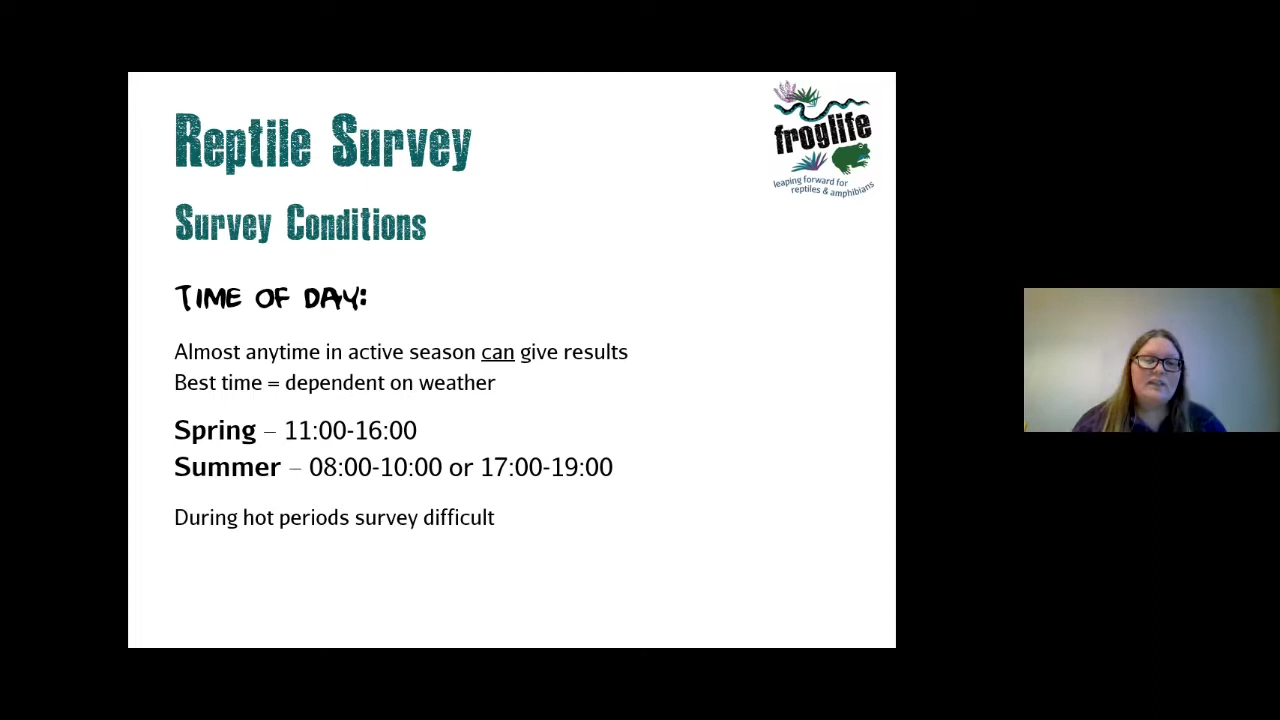 Reptile Survey
froglife
leaping forward for
reptiles & amphibians
Survey Conditions
TIME OF DAY:
Almost anytime in active season can give results
Best time = dependent on weather
Spring – 11:00-16:00
Summer – 08:00-10:00 or 17:00-19:00
During hot periods survey difficult